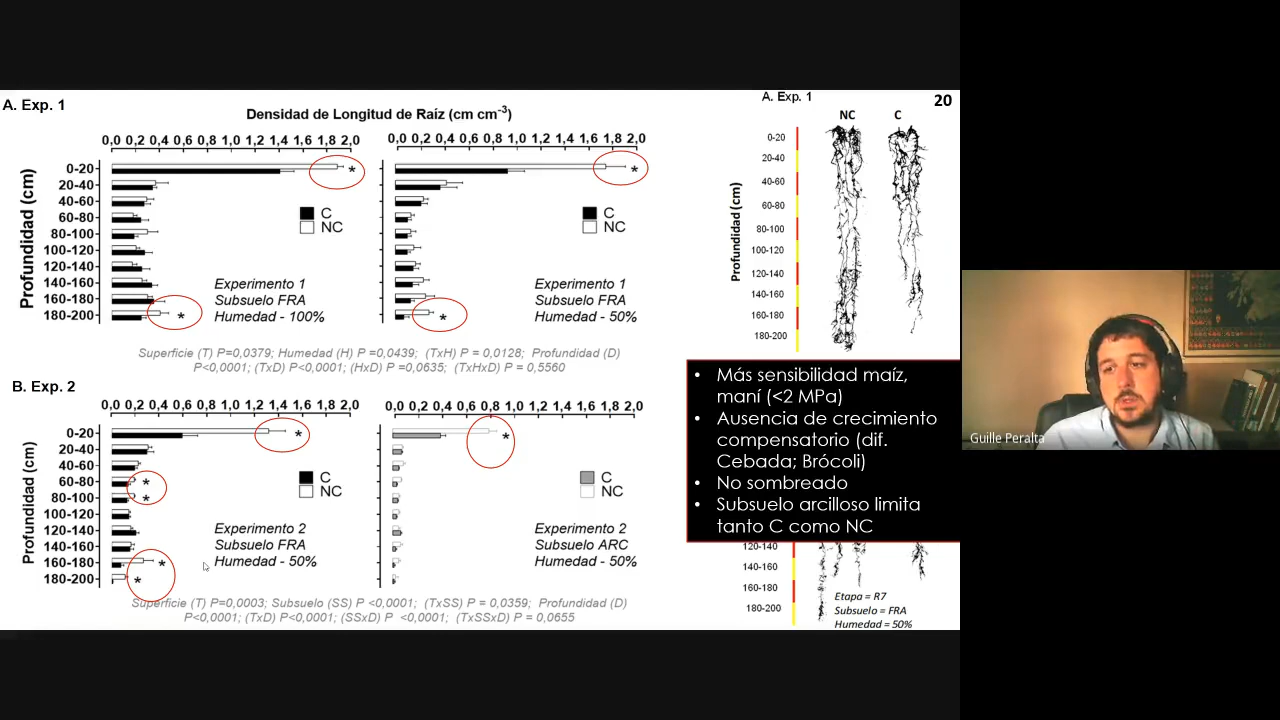 A. Exp. 1
Densidad de Longitud de Raíz (cm cm-3)
0,0 0,2 0,4 0,6 0,8 1,0 1,2 1,4 1,6 1,8 2,0
0,0 0,2 0,4 0,6 0,8 1,0 1,2 1,4 1,6 1,8 2,0
Profundidad (cm)
0-20
20-40
40-60
60-80
80-100
100-120
120-140
140-160
160-180
180-200
*
*
C
NC
Experimento 1
Subsuelo FRA
Humedad - 100%
*
*
C
NC
Experimento 1
Subsuelo FRA
Humedad - 50%
Superficie (T) P=0,0379; Humedad (H) P =0,0439; (TxH) P = 0,0128; Profundidad (D)
P<0,0001; (TxD) P<0,0001; (HxD) P =0,0635; (TxHxD) P = 0,5560
B. Exp. 2
0,0 0,2 0,4 0,6 0,8 1,0 1,2 1,4 1,6 1,8 2,0
0,0 0,2 0,4 0,6 0,8 1,0 1,2 1,4 1,6 1,8 2,0
Profundidad (cm)
0-20
20-40
40-60
60-80
80-100
100-120
120-140
140-160
160-180
180-200
*
*
*
*
*
C
NC
Experimento 2
Subsuelo FRA
Humedad - 50%
*
C
NC
Experimento 2
Subsuelo ARC
Humedad - 50%
Superficie (T) P=0,0003; Subsuelo (SS) P <0,0001; (TxSS) P = 0,0359; Profundidad (D)
P<0,0001; (TxD) P<0,0001; (SSxD) P <0,0001; (TxSSxD) P = 0,0655
A. Exp. 1
20
NC C
Profundidad (cm)
0-20
20-40
40-60
60-80
80-100
100-120
120-140
140-160
160-180
180-200
• Más sensibilidad maíz,
maní (<2 MPa)
• Ausencia de crecimiento
compensatorio (dif.
Cebada; Brócoli)
• No sombreado
• Subsuelo arcilloso limita
tanto C como NC
120-140
140-160
160-180
180-200
Etapa = R7
Subsuelo = FRA
Humedad = 50%
Guille Peralta